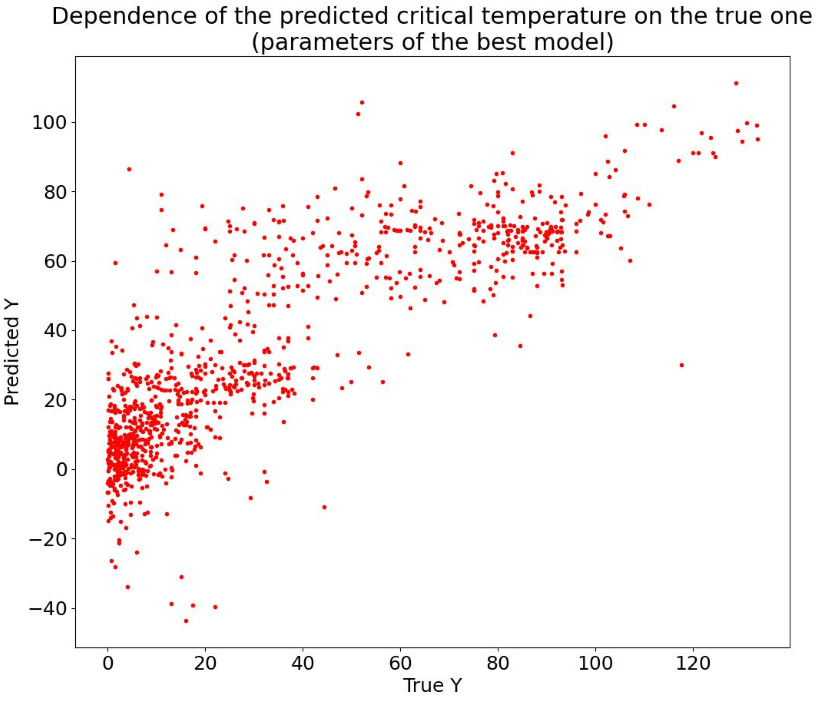 Dependence of the predicted critical temperature on the true one
(parameters of the best model)
Predicted Y
100
80
60
40
20
0
−20
−40
0 20 40 60 80 100 120
True Y